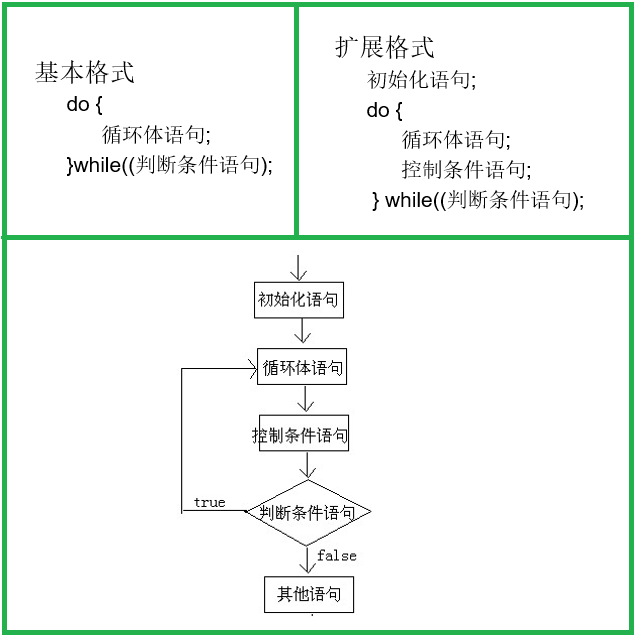 基本格式
do {
循环体语句;
}while((判断条件语句);
扩展格式
初始化语句;
do {
循环体语句;
控制条件语句;
} while((判断条件语句);
初始化语句
循环体语句
控制条件语句
判断条件语句
true
false
其他语句